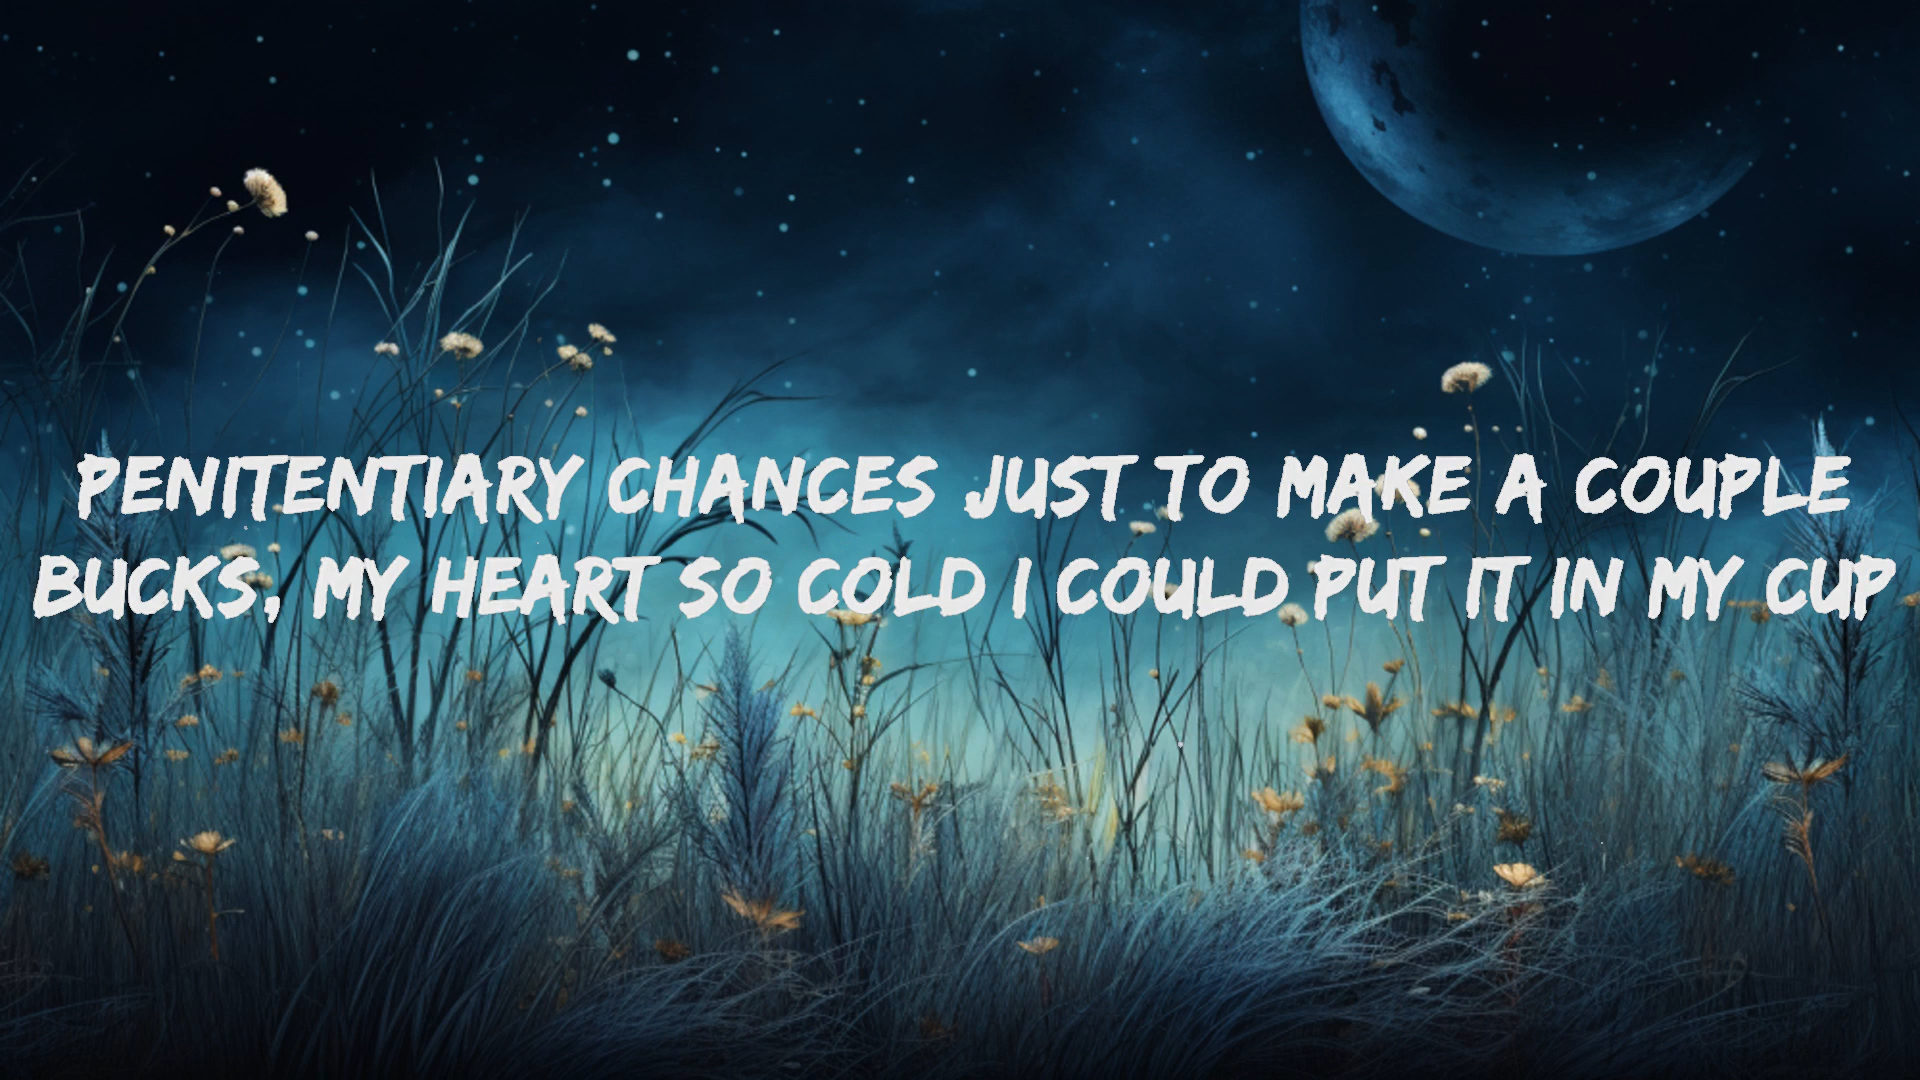 PENITENTIARY CHANCES JUST TO MAKE A COUPLE
BUCKS, MY HEART SO COLD I COULD PUT IT IN MY CUP